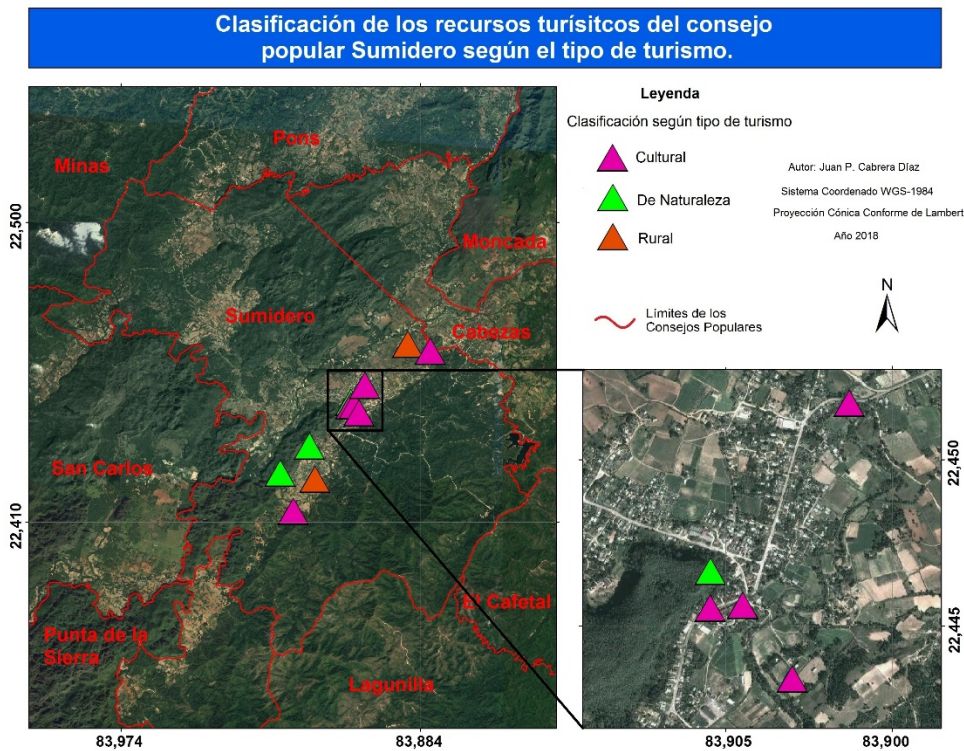 Clasificación de los recursos turísitcos del consejo
popular Sumidero según el tipo de turismo.
Leyenda
Clasificación según tipo de turismo
Cultural
De Naturaleza
Rural
Autor: Juan P. Cabrera Díaz
Sistema Coordenado WGS-1984
Proyección Cónica Conforme de Lambert
Año 2018
N
Límites de los
Consejos Populares
Pons
Minas
22,500
Moncada
Sumidero
Cabezas
San Carlos
22,410
El Cafetal
Punta de la
Sierra
Lagunilla
83,974
83,884
22,450
22,445
83,905
83,900